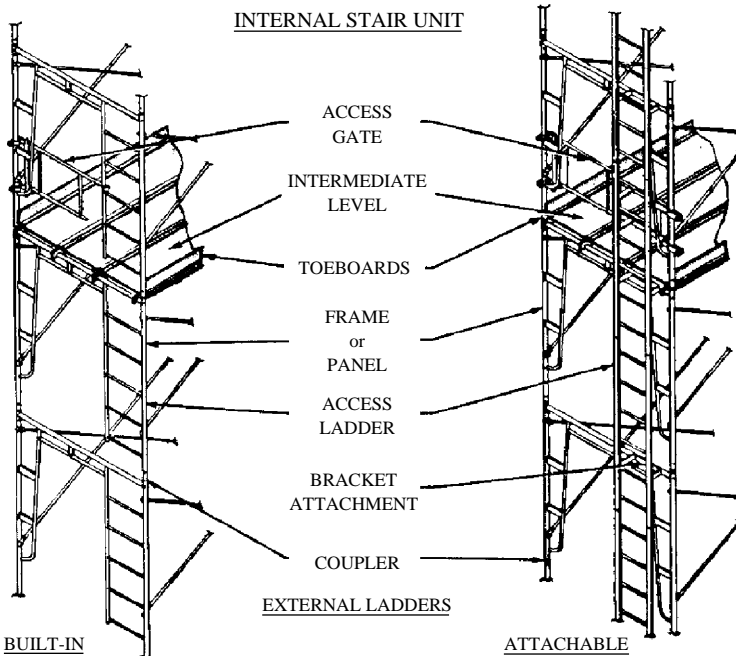 INTERNAL STAIR UNIT
ACCESS
GATE
INTERMEDIATE
LEVEL
TOEBOARDS
FRAME
or
PANEL
ACCESS
LADDER
BRACKET
ATTACHMENT
COUPLER
EXTERNAL LADDERS
BUILT-IN
ATTACHABLE